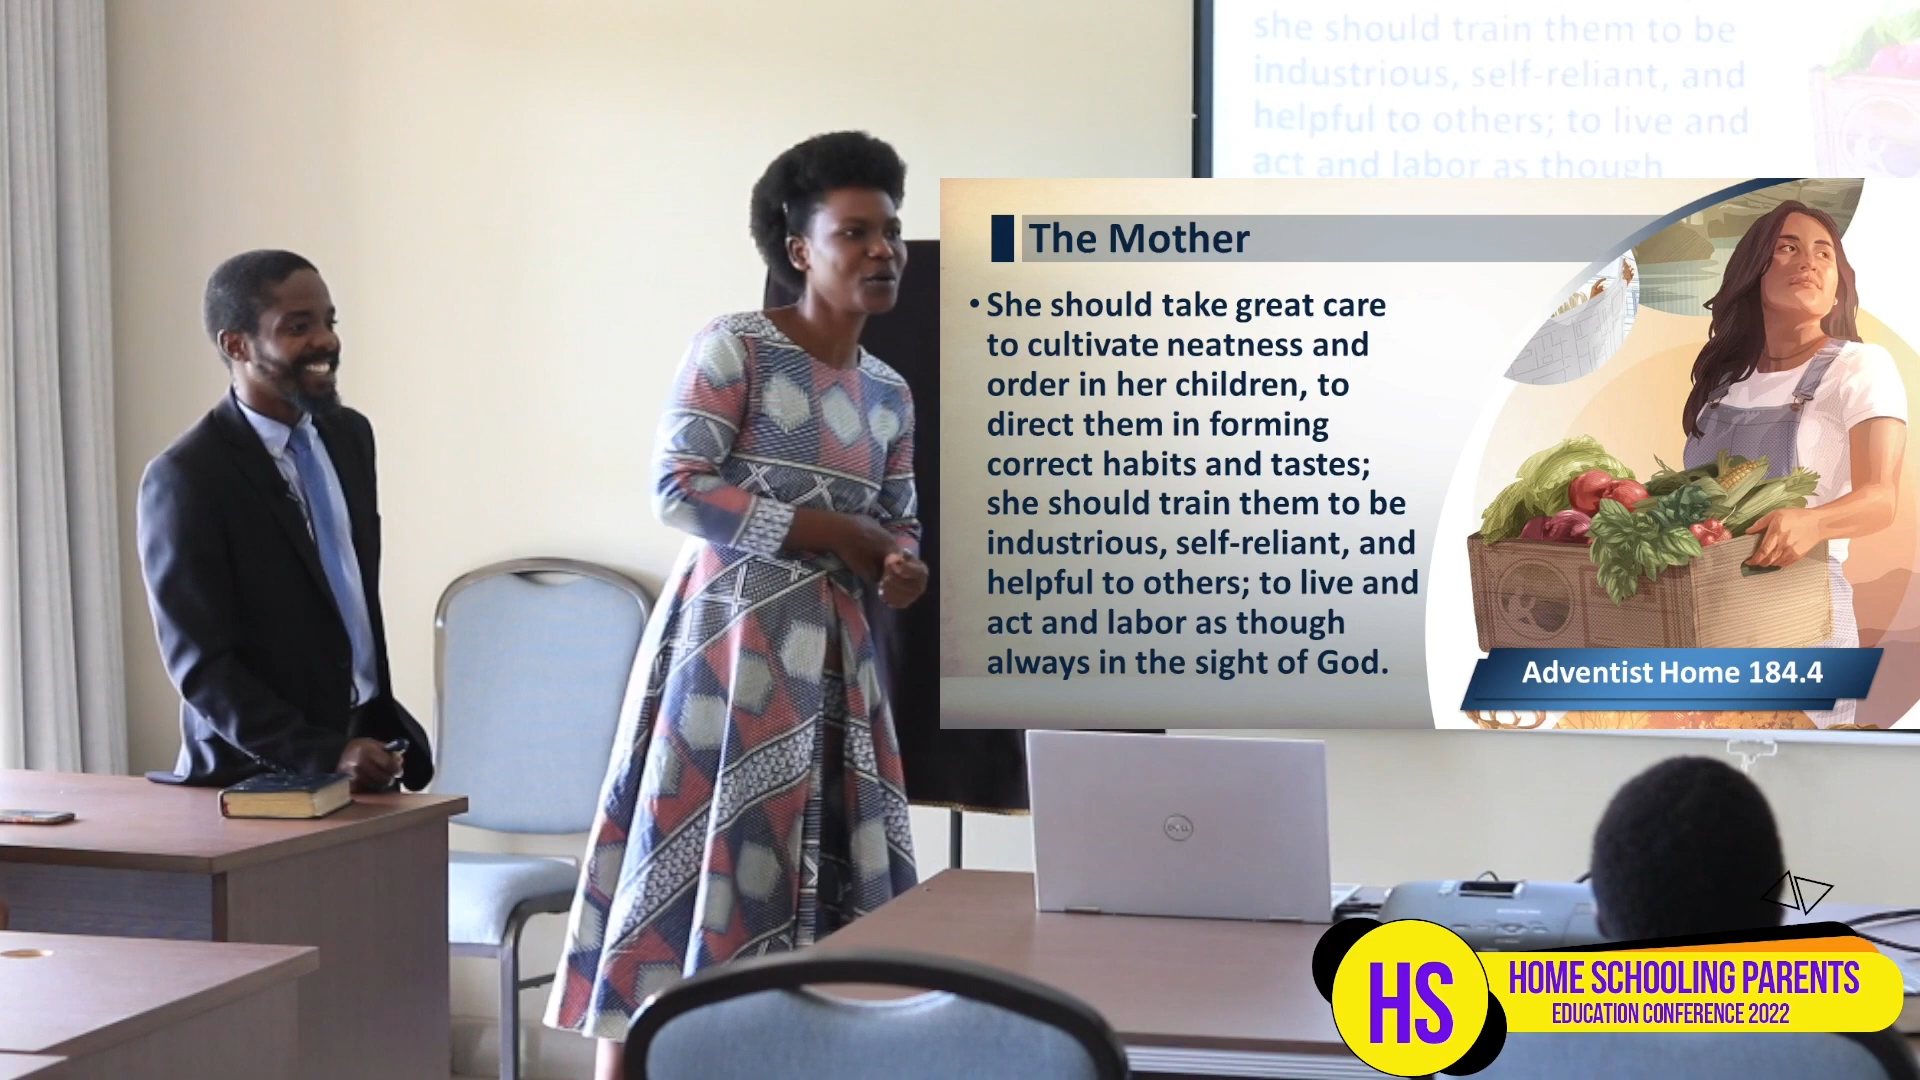 she should train them to be
industrious, self-reliant, and
helpful to others; to live and
act and labor as though
The Mother
• She should take great care
to cultivate neatness and
order in her children, to
direct them in forming
correct habits and tastes;
she should train them to be
industrious, self-reliant, and
helpful to others; to live and
act and labor as though
always in the sight of God.
Adventist Home 184.4
DELL
HS
HOME SCHOOLING PARENTS
EDUCATION CONFERENCE 2022